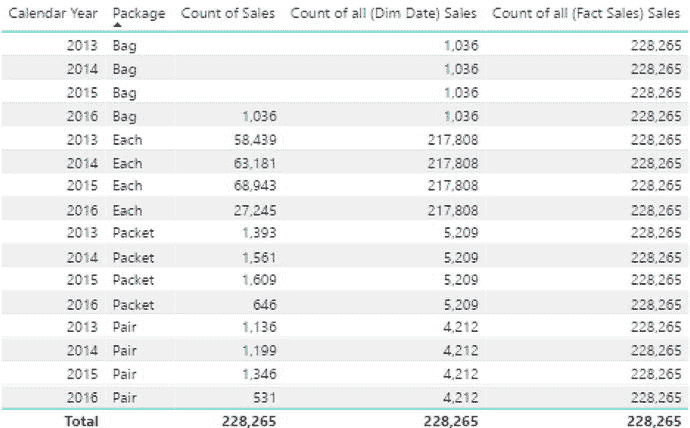 Calendar Year Package Count of Sales Count of all (Dim Date) Sales Count of all (Fact Sales) Sales
2013 Bag 1,036 228,265
2014 Bag 1,036 228,265
2015 Bag 1,036 228,265
2016 Bag 1,036 1,036 228,265
2013 Each 58,439 217,808 228,265
2014 Each 63,181 217,808 228,265
2015 Each 68,943 217,808 228,265
2016 Each 27,245 217,808 228,265
2013 Packet 1,393 5,209 228,265
2014 Packet 1,561 5,209 228,265
2015 Packet 1,609 5,209 228,265
2016 Packet 646 5,209 228,265
2013 Pair 1,136 4,212 228,265
2014 Pair 1,199 4,212 228,265
2015 Pair 1,346 4,212 228,265
2016 Pair 531 4,212 228,265
Total 228,265 228,265 228,265